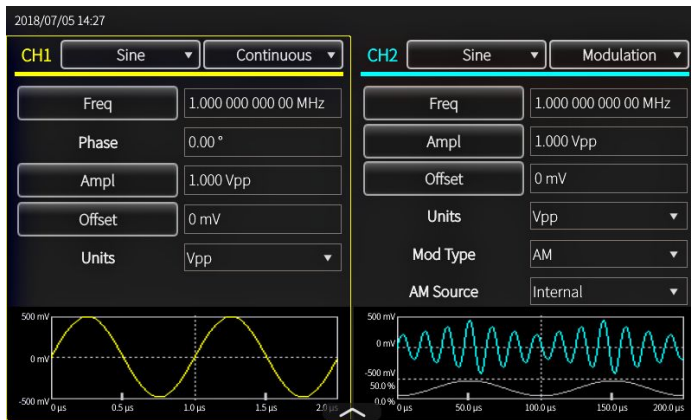 2018/07/05 14:27
CH1 Sine Continuous
Freq 1.000 000 000 00 MHz
Phase 0.00 °
Ampl 1.000 Vpp
Offset 0 mV
Units Vpp
500 mV
0 mV
-500 mV
0 µs 0.5 µs 1.0 µs 1.5 µs 2.0 µs
CH2 Sine Modulation
Freq 1.000 000 000 00 MHz
Ampl 1.000 Vpp
Offset 0 mV
Units Vpp
Mod Type AM
AM Source Internal
500 mV
0 mV
-500 mV
50.0 %
0.0 %
0 µs 50.0 µs 100.0 µs 150.0 µs 200.0 µs